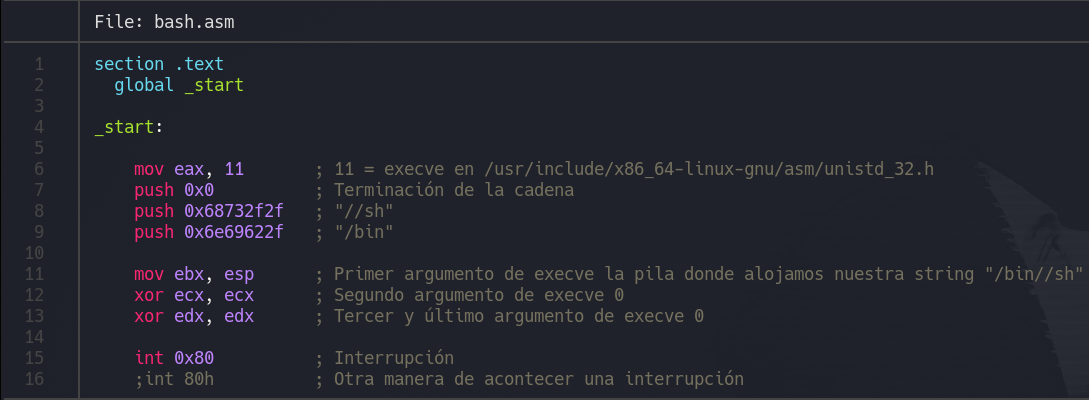 File: bash.asm
1 section .text
2   global _start
3
4 _start:
5
6     mov eax, 11       ; 11 = execve en /usr/include/x86_64-linux-gnu/asm/unistd_32.h
7     push 0x0          ; Terminación de la cadena
8     push 0x68732f2f   ; "//sh"
9     push 0x6e69622f   ; "/bin"
10
11     mov ebx, esp      ; Primer argumento de execve la pila donde alojamos nuestra string "/bin//sh"
12     xor ecx, ecx      ; Segundo argumento de execve 0
13     xor edx, edx      ; Tercer y último argumento de execve 0
14
15     int 0x80          ; Interrupción
16     ;int 80h          ; Otra manera de acontecer una interrupción